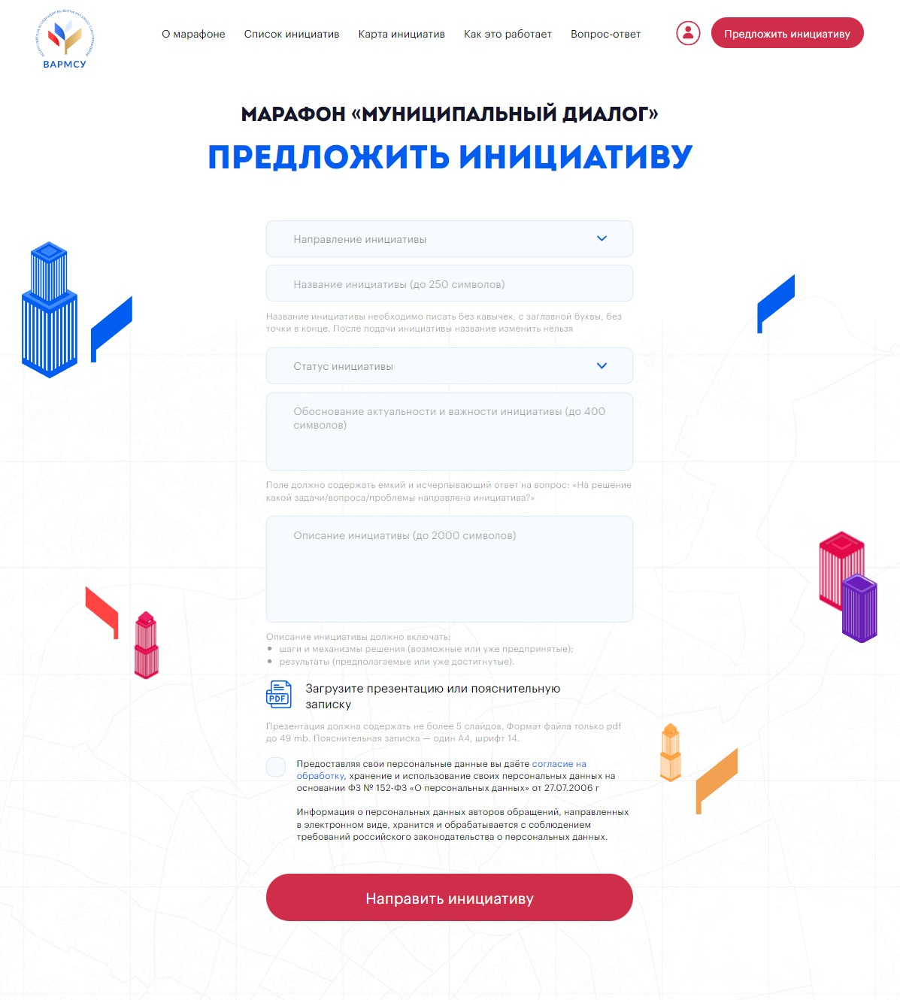 ВСЕРОССИЙСКАЯ АССОЦИАЦИЯ РАЗВИТИЯ МЕСТНОГО САМОУПРАВЛЕНИЯ
ВАРМСУ
О марафоне
Список инициатив
Карта инициатив
Как это работает
Вопрос-ответ
Предложить инициативу
МАРАФОН «МУНИЦИПАЛЬНЫЙ ДИАЛОГ»
ПРЕДЛОЖИТЬ ИНИЦИАТИВУ
Направление инициативы
Название инициативы (до 250 символов)
Название инициативы необходимо писать без кавычек, с заглавной буквы, без
точки в конце. После подачи инициативы название изменить нельзя
Статус инициативы
Обоснование актуальности и важности инициативы (до 400
символов)
Поле должно содержать емкий и исчерпывающий ответ на вопрос: «На решение
какой задачи/вопроса/проблемы направлена инициатива?»
Описание инициативы (до 2000 символов)
Описание инициативы должно включать:
• шаги и механизмы решения (возможные или уже предпринятые);
• результаты (предполагаемые или уже достигнутые).
PDF
Загрузите презентацию или пояснительную
записку
Презентация должна содержать не более 5 слайдов, Формат файла только pdf
до 49 mb. Пояснительная записка — один А4, шрифт 14.
Предоставляя свои персональные данные вы даёте согласие на
обработку, хранение и использование своих персональных данных на
основании ФЗ № 152-ФЗ «О персональных данных» от 27.07.2006 г
Информация о персональных данных авторов обращений, направленных
в электронном виде, хранится и обрабатывается с соблюдением
требований российского законодательства о персональных данных.
Направить инициативу